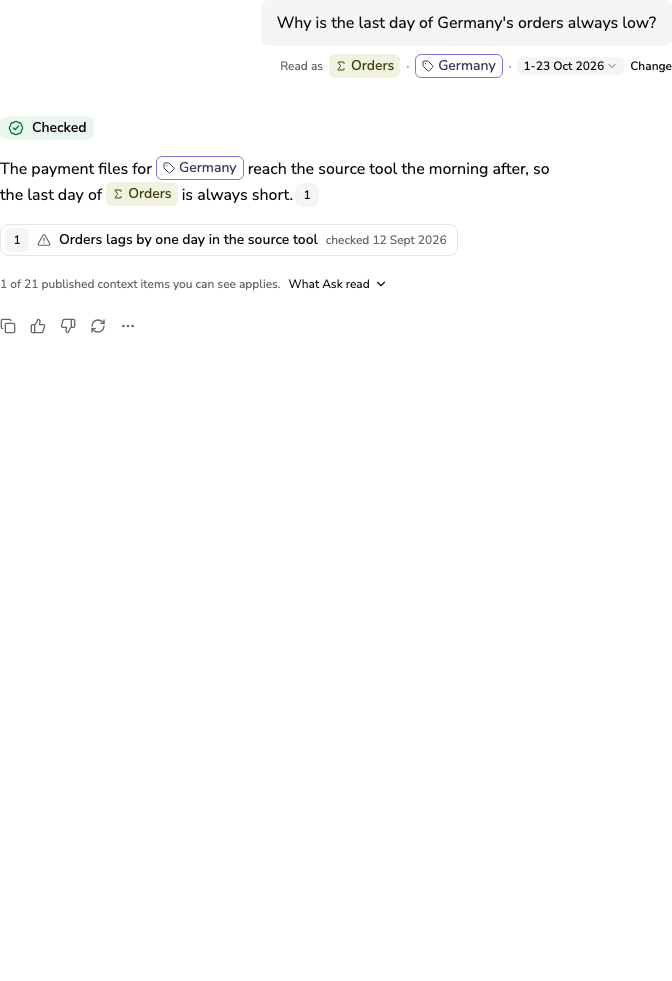 Why is the last day of Germany's orders always low?
Read as Σ Orders · Germany · 1-23 Oct 2026 Change
Checked
The payment files for Germany reach the source tool the morning after, so
the last day of Σ Orders is always short. 1
1 Orders lags by one day in the source tool checked 12 Sept 2026
1 of 21 published context items you can see applies. What Ask read